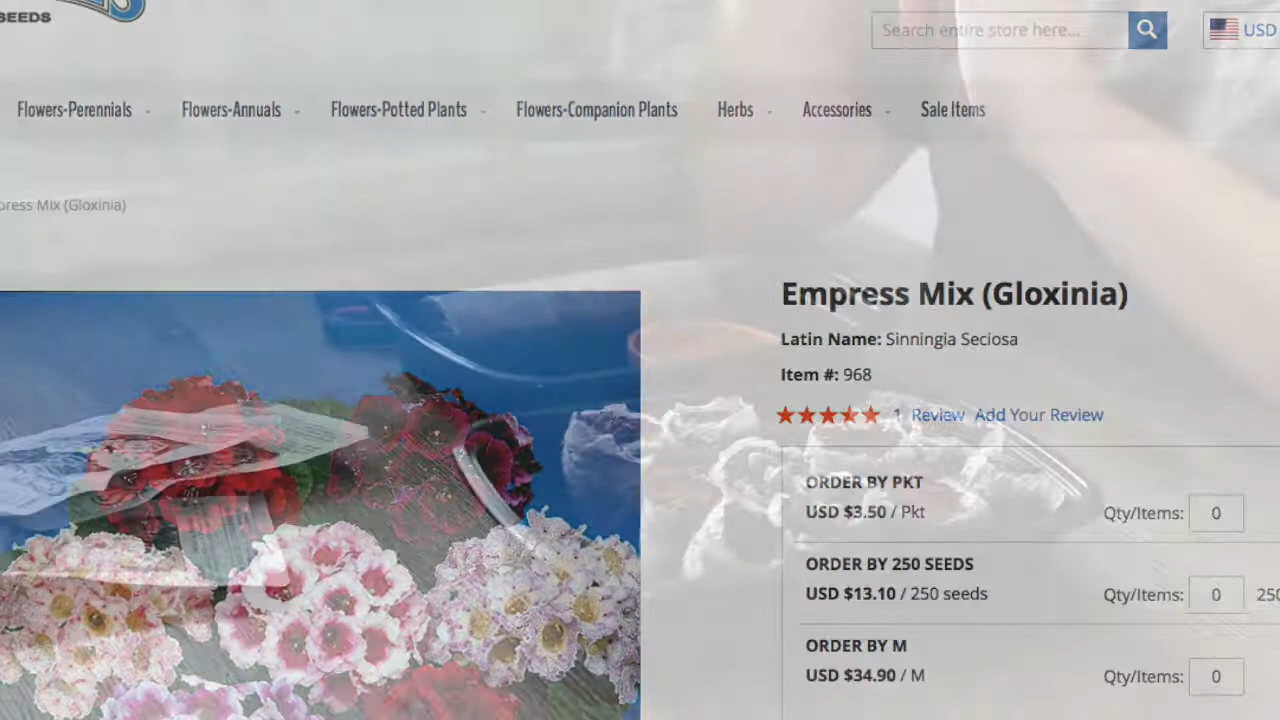 SEEDS
Search entire store here...
USD
Flowers-Perennials
Flowers-Annuals
Flowers-Potted Plants
Flowers-Companion Plants
Herbs
Accessories
Sale Items
Mix (Gloxinia)
Empress Mix (Gloxinia)
Latin Name: Sinningia Seciosa
Item #: 968
1 Review Add Your Review
ORDER BY PKT
USD $3.50 / Pkt
Qty/Items: 0
ORDER BY 250 SEEDS
USD $13.10 / 250 seeds
Qty/Items: 0
ORDER BY M
USD $34.90 / M
Qty/Items: 0